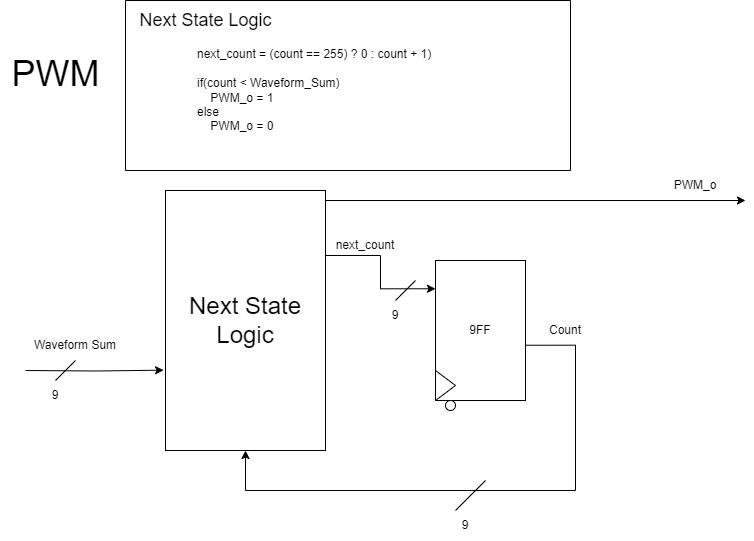 PWM
Next State Logic
next_count = (count == 255) ? 0 : count + 1)
if(count < Waveform_Sum)
PWM_o = 1
else
PWM_o = 0
PWM_o
next_count
9
Next State
Logic
9FF
Count
Waveform Sum
9
9